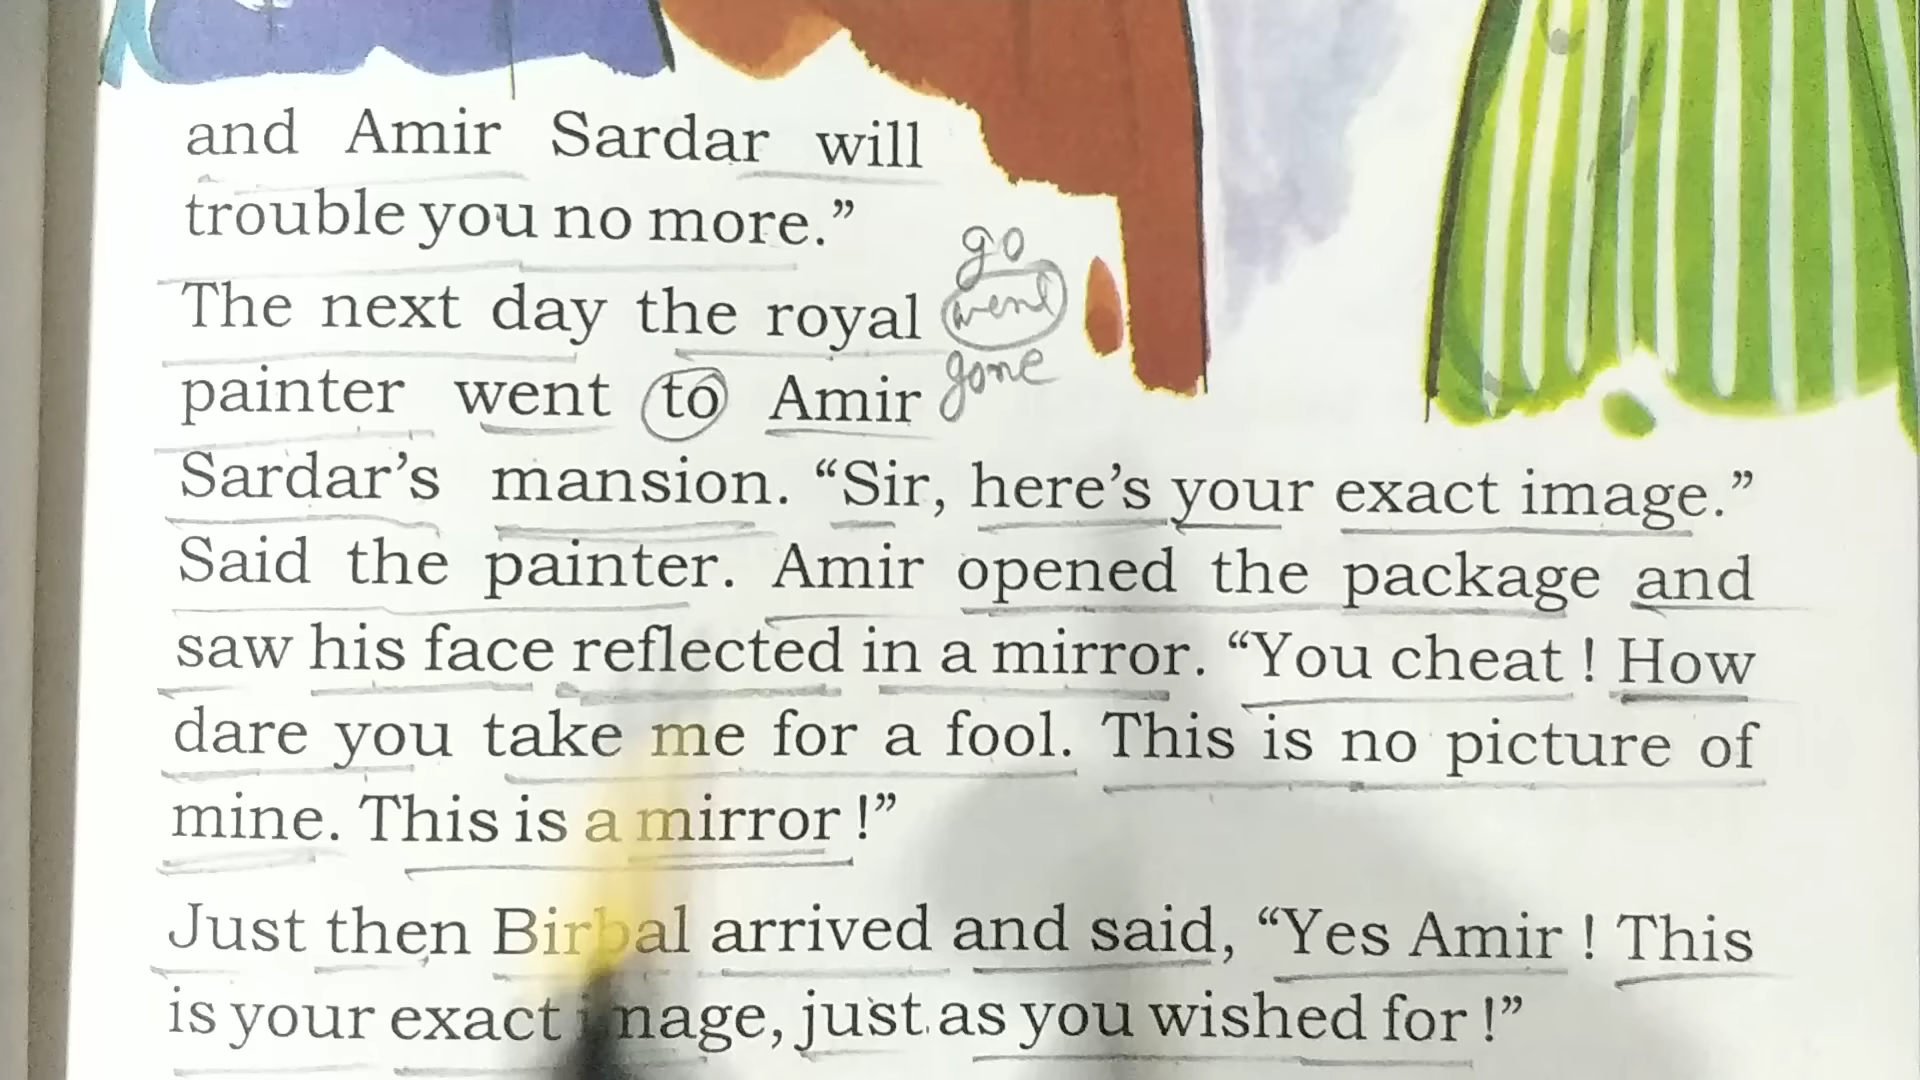 and Amir Sardar will
trouble you no more.”
go
The next day the royal
went
painter went to Amir
gone
Sardar’s mansion. “Sir, here’s your exact image.”
Said the painter. Amir opened the package and
saw his face reflected in a mirror. “You cheat ! How
dare you take me for a fool. This is no picture of
mine. This is a mirror !”
Just then Birbal arrived and said, “Yes Amir ! This
is your exact image, just as you wished for !”